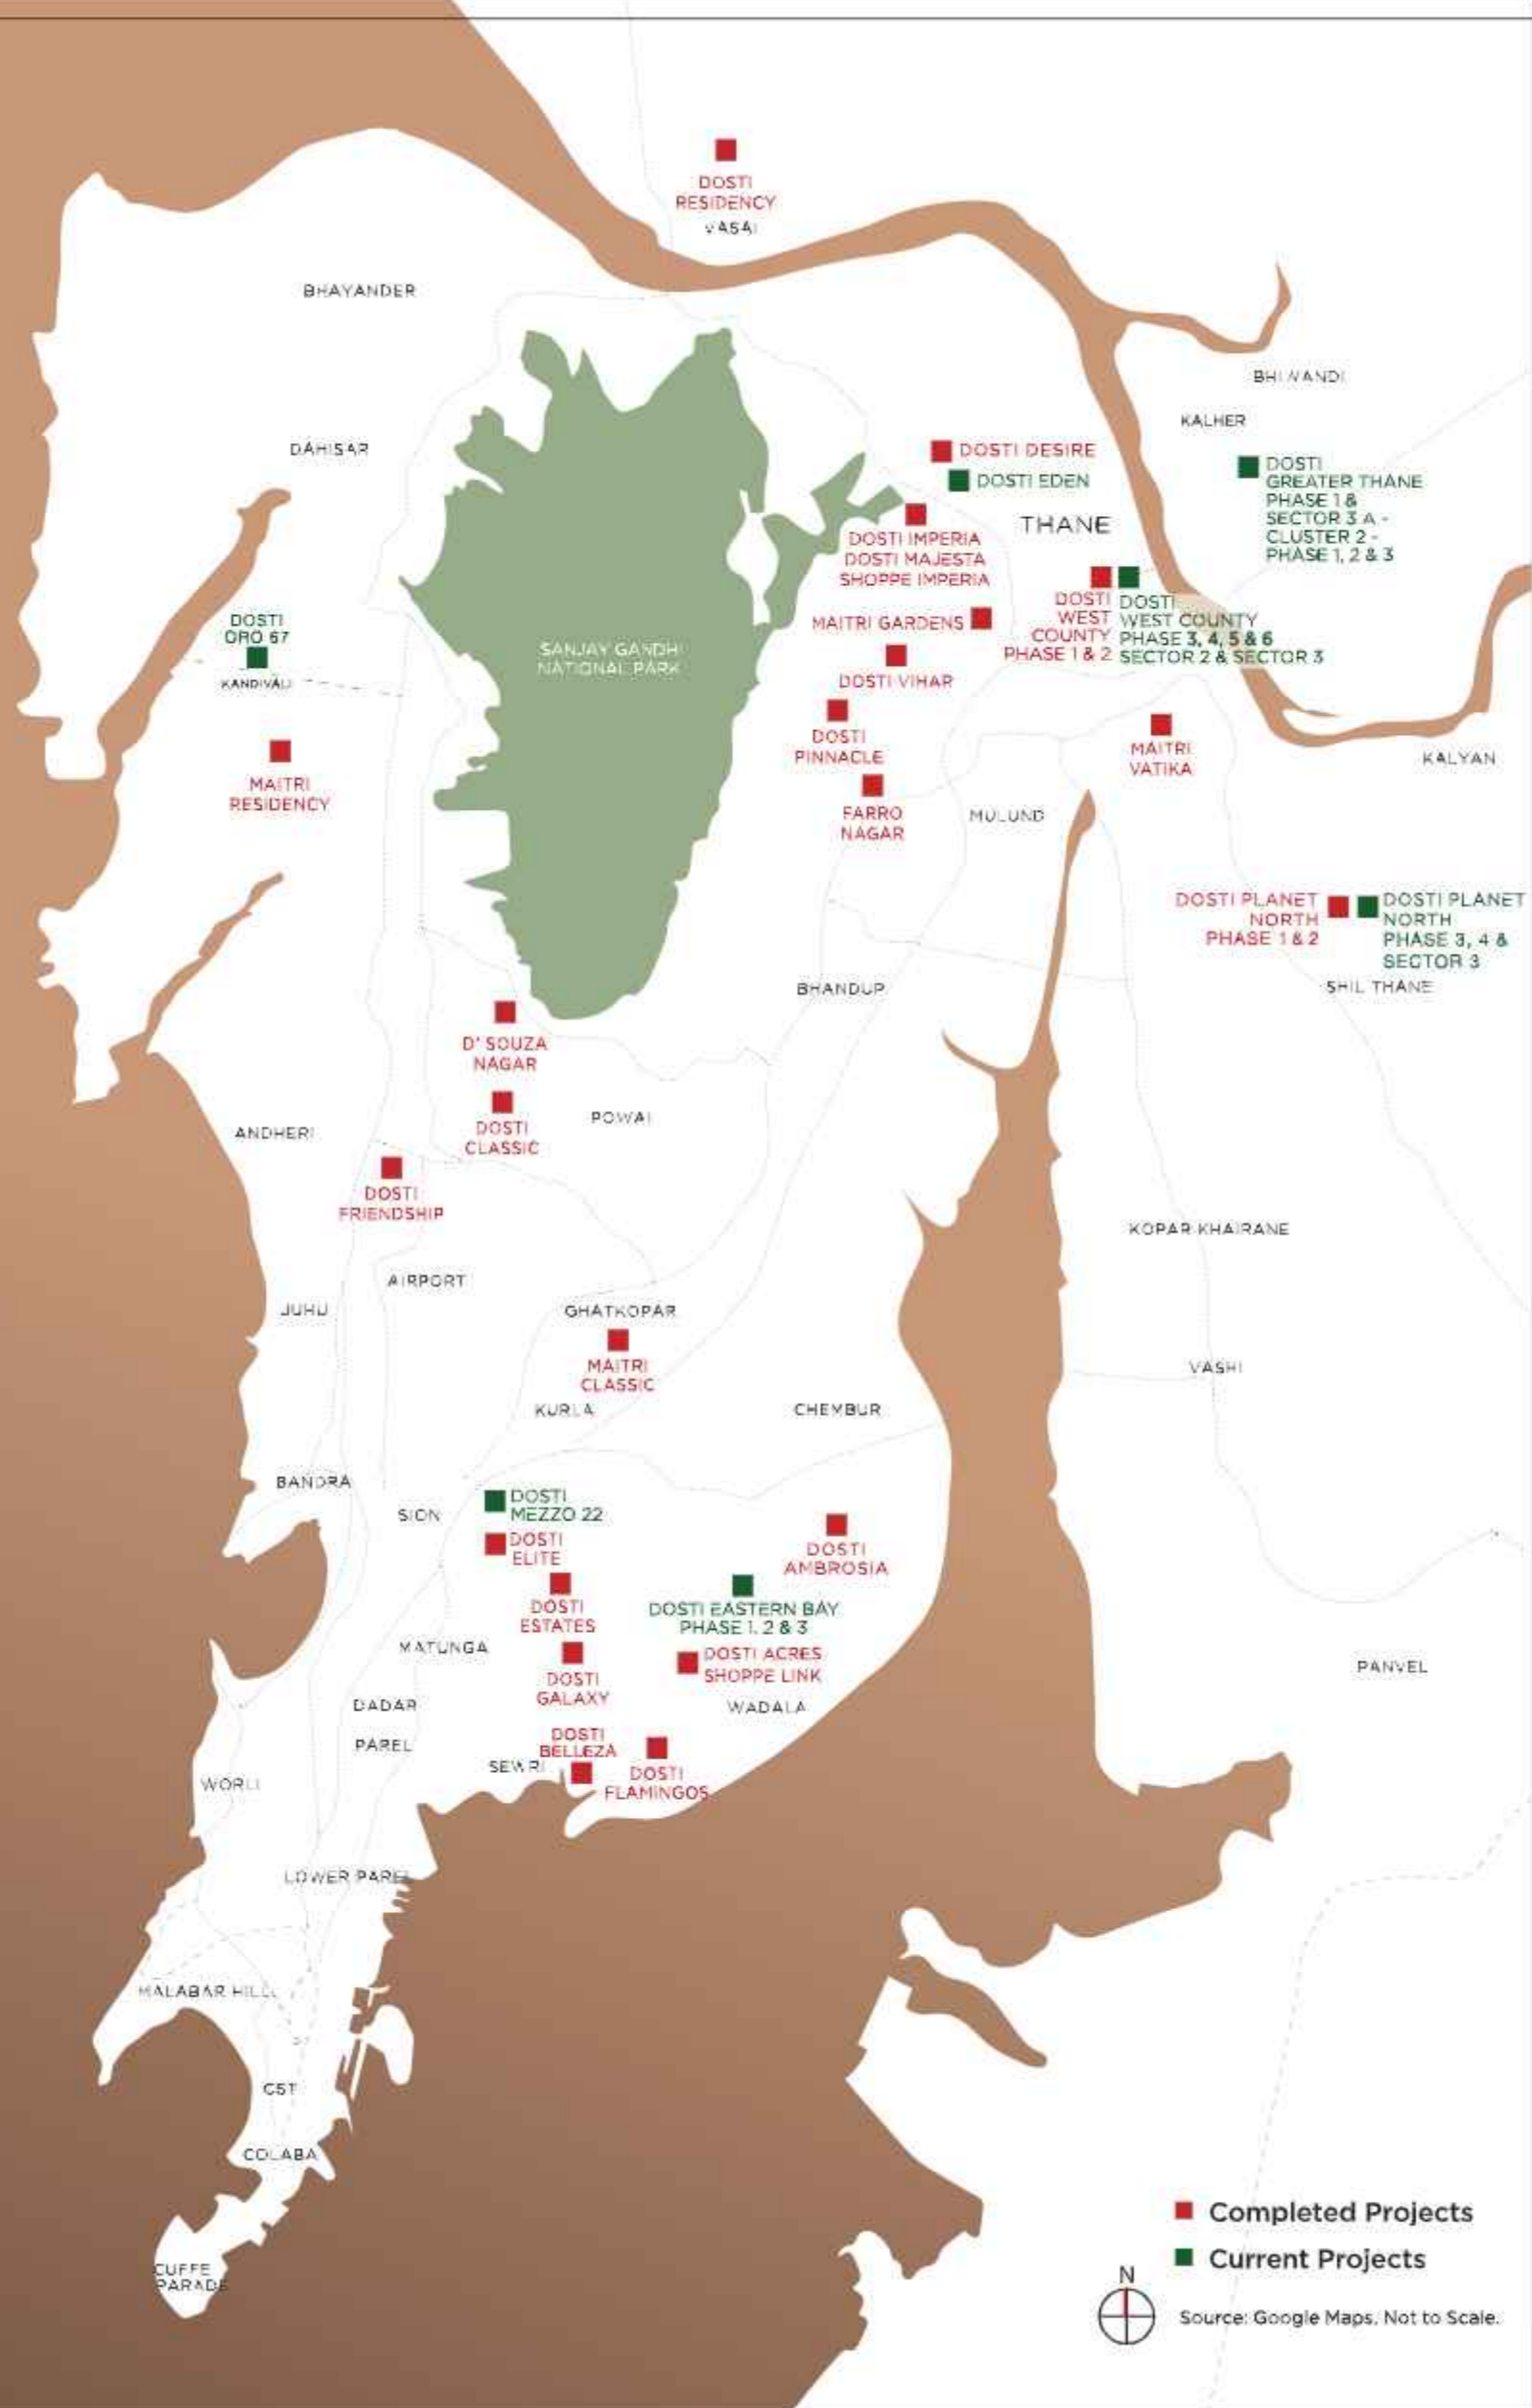 DOSTI
RESIDENCY
VASAI
BHAYANDER
BHIWANDI
KALHER
DAHISAR
DOSTI DESIRE
DOSTI EDEN
DOSTI
GREATER THANE
PHASE 1 &
SECTOR 3 A -
CLUSTER 2 -
PHASE 1, 2 & 3
THANE
DOSTI IMPERIA
DOSTI MAJESTA
SHOPPE IMPERIA
DOSTI
WEST
COUNTY
PHASE 1 & 2
DOSTI
WEST COUNTY
PHASE 3, 4, 5 & 6
SECTOR 2 & SECTOR 3
MAITRI GARDENS
DOSTI
ORO 67
KANDIVALI
SANJAY GANDHI
NATIONAL PARK
DOSTI VIHAR
DOSTI
PINNACLE
MAITRI
VATIKA
KALYAN
MAITRI
RESIDENCY
FARRO
NAGAR
MULUND
DOSTI PLANET
NORTH
PHASE 1 & 2
DOSTI PLANET
NORTH
PHASE 3, 4 &
SECTOR 3
SHIL THANE
BHANDUP
D' SOUZA
NAGAR
DOSTI
CLASSIC
POWAI
ANDHERI
DOSTI
FRIENDSHIP
KOPAR KHAIRANE
AIRPORT
JUHU
GHATKOPAR
MAITRI
CLASSIC
VASHI
KURLA
CHEMBUR
BANDRA
SION
DOSTI
MEZZO 22
DOSTI
ELITE
DOSTI
AMBROSIA
DOSTI
ESTATES
DOSTI EASTERN BAY
PHASE 1, 2 & 3
MATUNGA
DOSTI ACRES
SHOPPE LINK
PANVEL
DOSTI
GALAXY
DADAR
WADALA
PAREL
DOSTI
BELLEZA
SEWRI
DOSTI
FLAMINGOS
WORLI
LOWER PAREL
MALABAR HILL
CST
COLABA
CUFFE
PARADE
Completed Projects
Current Projects
N
Source: Google Maps. Not to Scale.